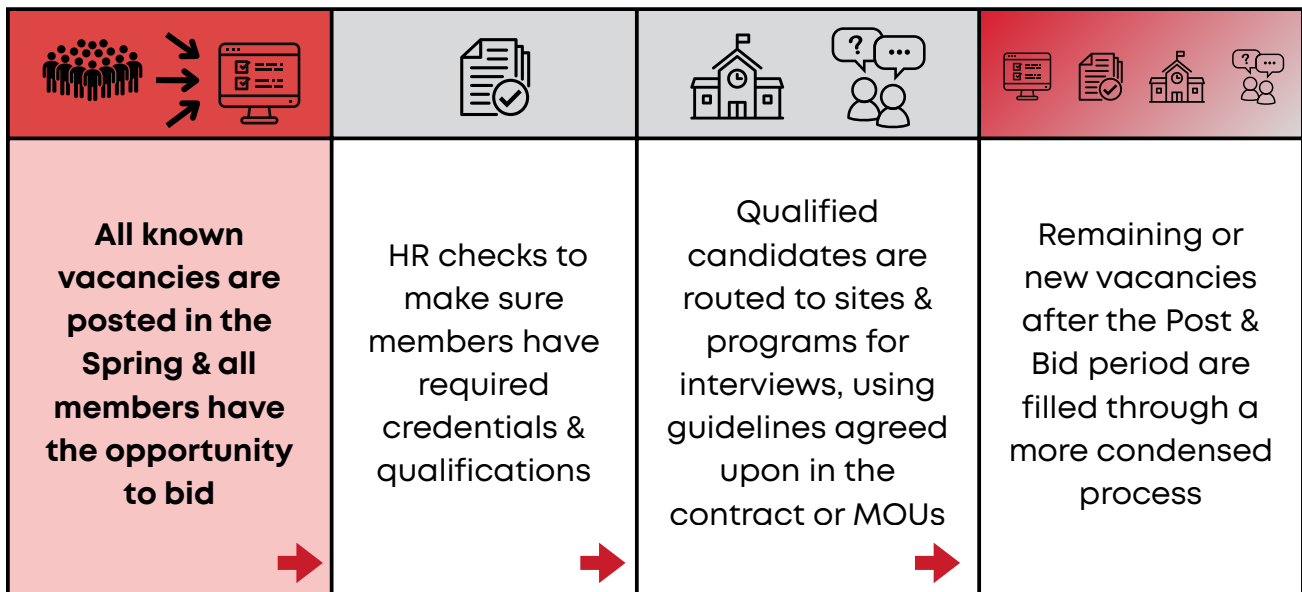 All known
vacancies are
posted in the
Spring & all
members have
the opportunity
to bid
HR checks to
make sure
members have
required
credentials &
qualifications
? ...
Qualified
candidates are
routed to sites &
programs for
interviews, using
guidelines agreed
upon in the
contract or MOUs
? ...
Remaining or
new vacancies
after the Post &
Bid period are
filled through a
more condensed
process